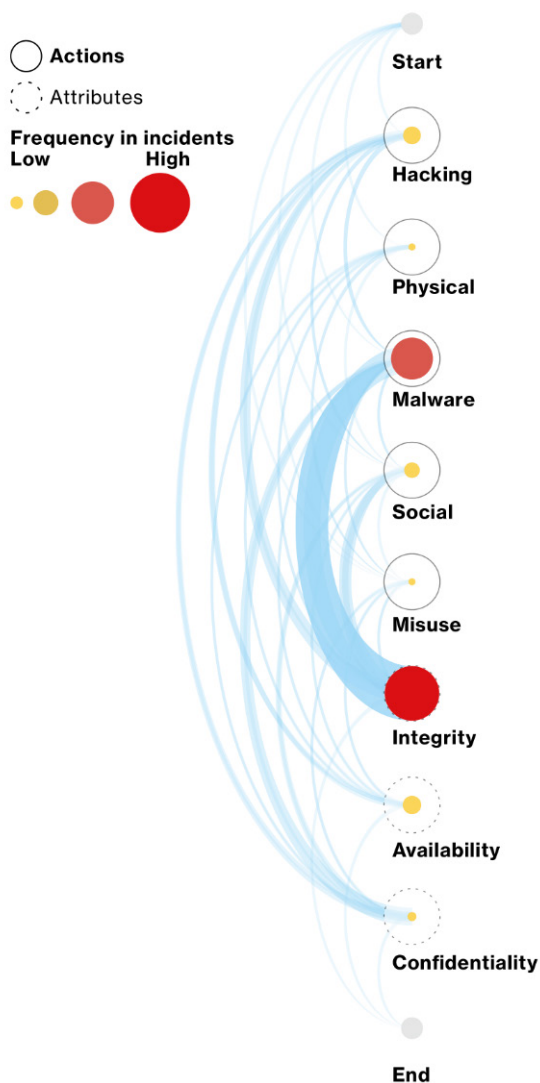 Actions
Attributes
Frequency in incidents
Low High
Start
Hacking
Physical
Malware
Social
Misuse
Integrity
Availability
Confidentiality
End